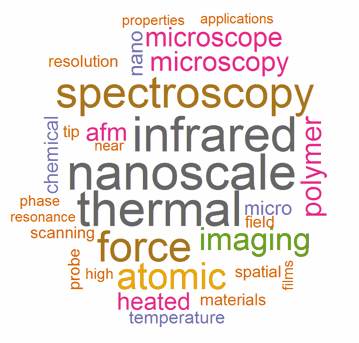 properties applications
nano microscope
resolution microscopy
spectroscopy
chemical tip afm infrared
near
nanoscale polymer
phase thermal micro
resonance field
scanning force imaging
probe high atomic spatial films
heated materials
temperature